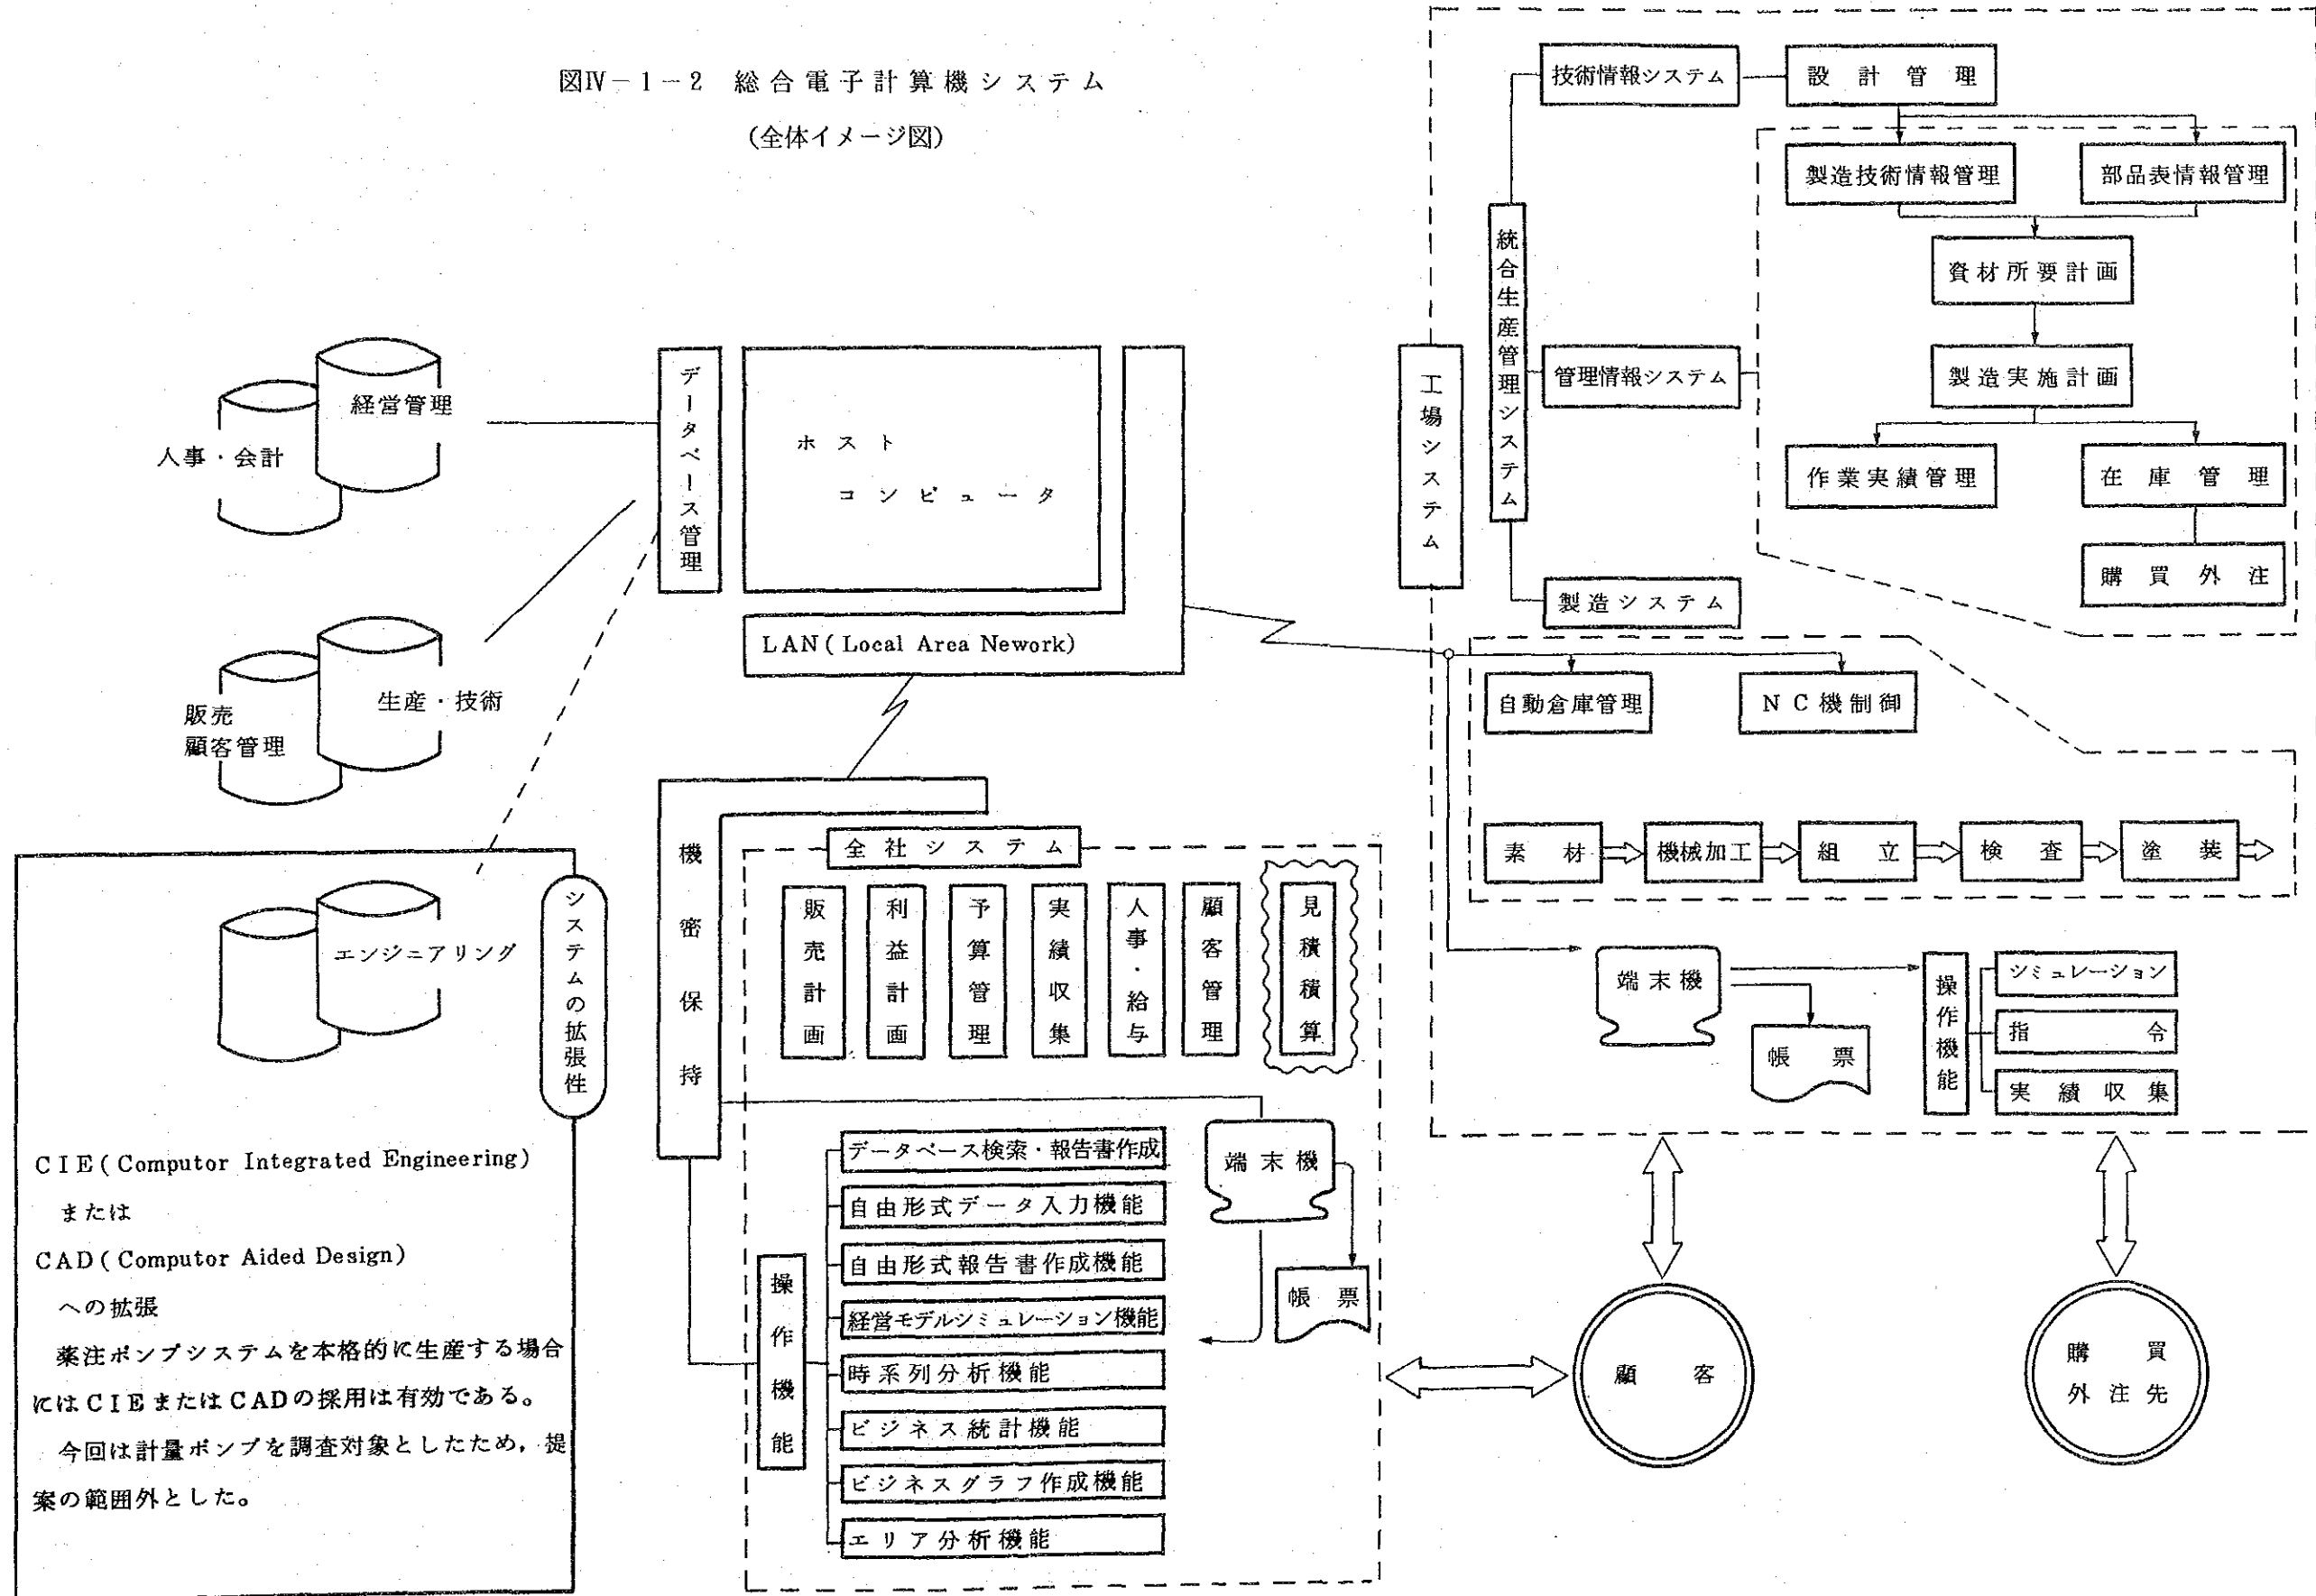 図Ⅳ－1－2 総合電子計算機システム
(全体イメージ図)
経営管理
人事・会計
生産・技術
販売
顧客管理
エンジニアリング
システムの拡張性
CIE(Computor Integrated Engineering)
または
CAD(Computor Aided Design)
への拡張
薬注ポンプシステムを本格的に生産する場合
にはCIEまたはCADの採用は有効である。
今回は計量ポンプを調査対象としたため，提
案の範囲外とした。
データベース管理
ホスト
コンピュータ
LAN(Local Area Nework)
機密保持
全社システム
販売計画
利益計画
予算管理
実績収集
人事・給与
顧客管理
見積積算
端末機
帳票
操作機能
データベース検索・報告書作成
自由形式データ入力機能
自由形式報告書作成機能
経営モデルシミュレーション機能
時系列分析機能
ビジネス統計機能
ビジネスグラフ作成機能
エリア分析機能
工場システム
統合生産管理システム
技術情報システム
設計管理
製造技術情報管理
部品表情報管理
資材所要計画
管理情報システム
製造実施計画
作業実績管理
在庫管理
購買外注
製造システム
自動倉庫管理
NC機制御
素材
機械加工
組立
検査
塗装
端末機
帳票
操作機能
シミュレーション
指令
実績収集
顧客
購買
外注先